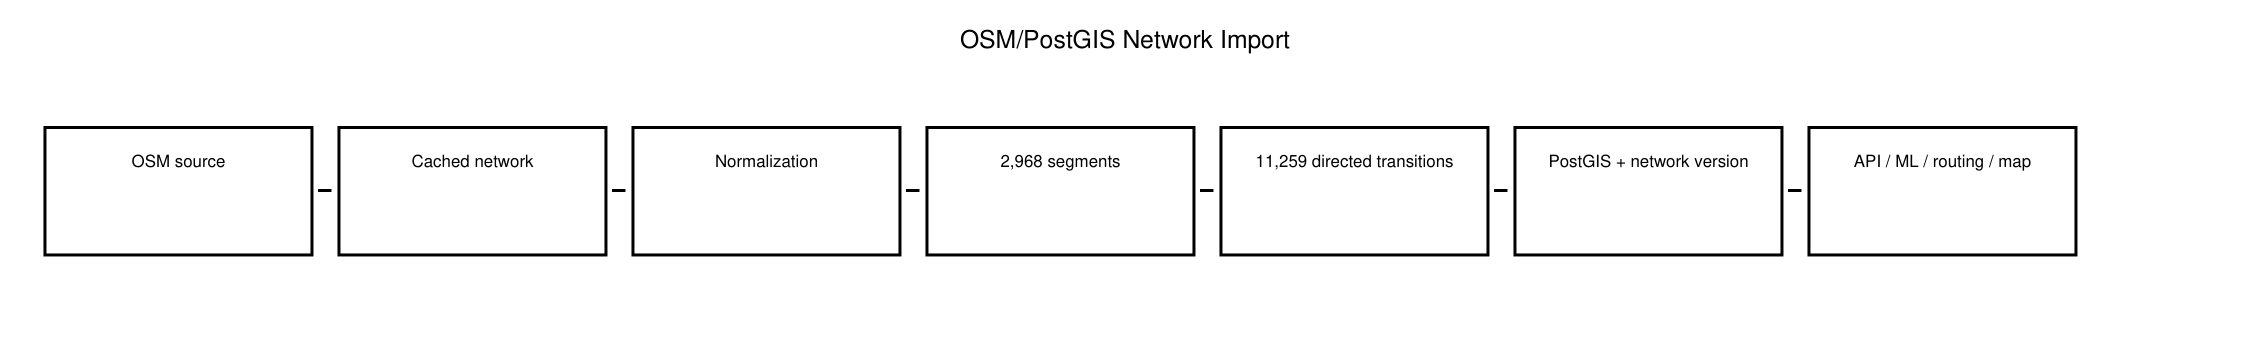 OSM/PostGIS Network Import
OSM source
Cached network
Normalization
2,968 segments
11,259 directed transitions
PostGIS + network version
API / ML / routing / map